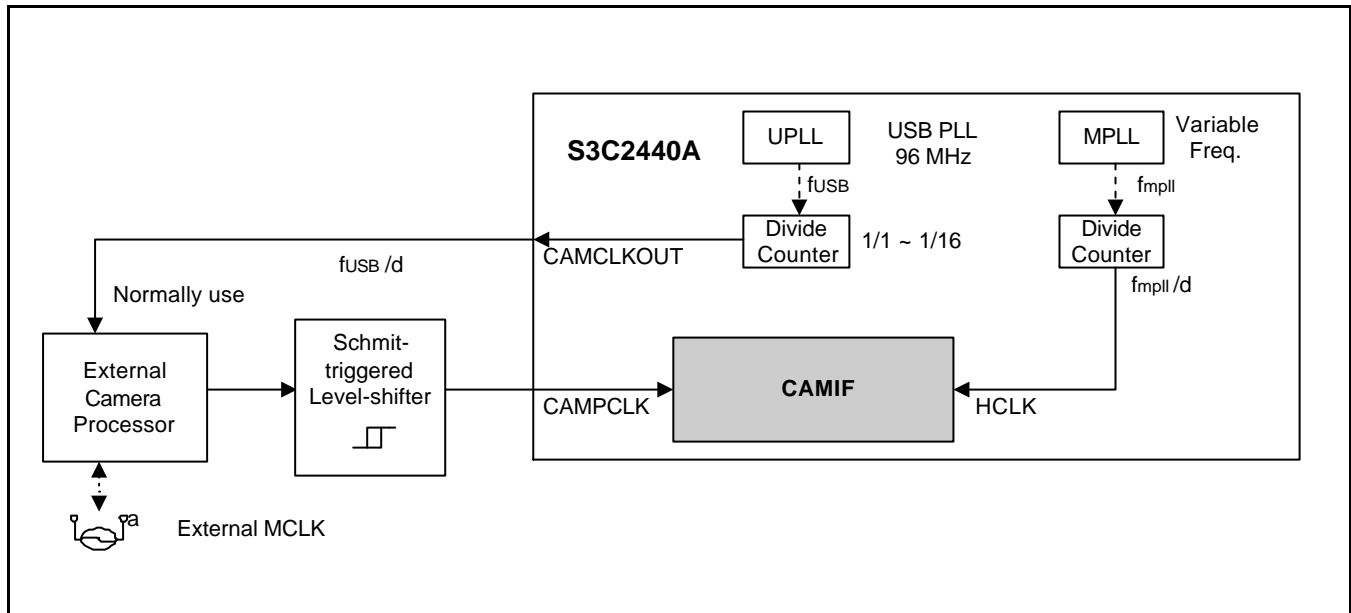 S3C2440A
UPLL
USB PLL
96 MHz
MPLL
Variable
Freq.
fUSB
fmpll
Divide
Counter
1/1 ~ 1/16
Divide
Counter
CAMCLKOUT
fUSB /d
fmpll /d
Normally use
External
Camera
Processor
Schmit-
triggered
Level-shifter
CAMPCLK
CAMIF
HCLK
a
External MCLK